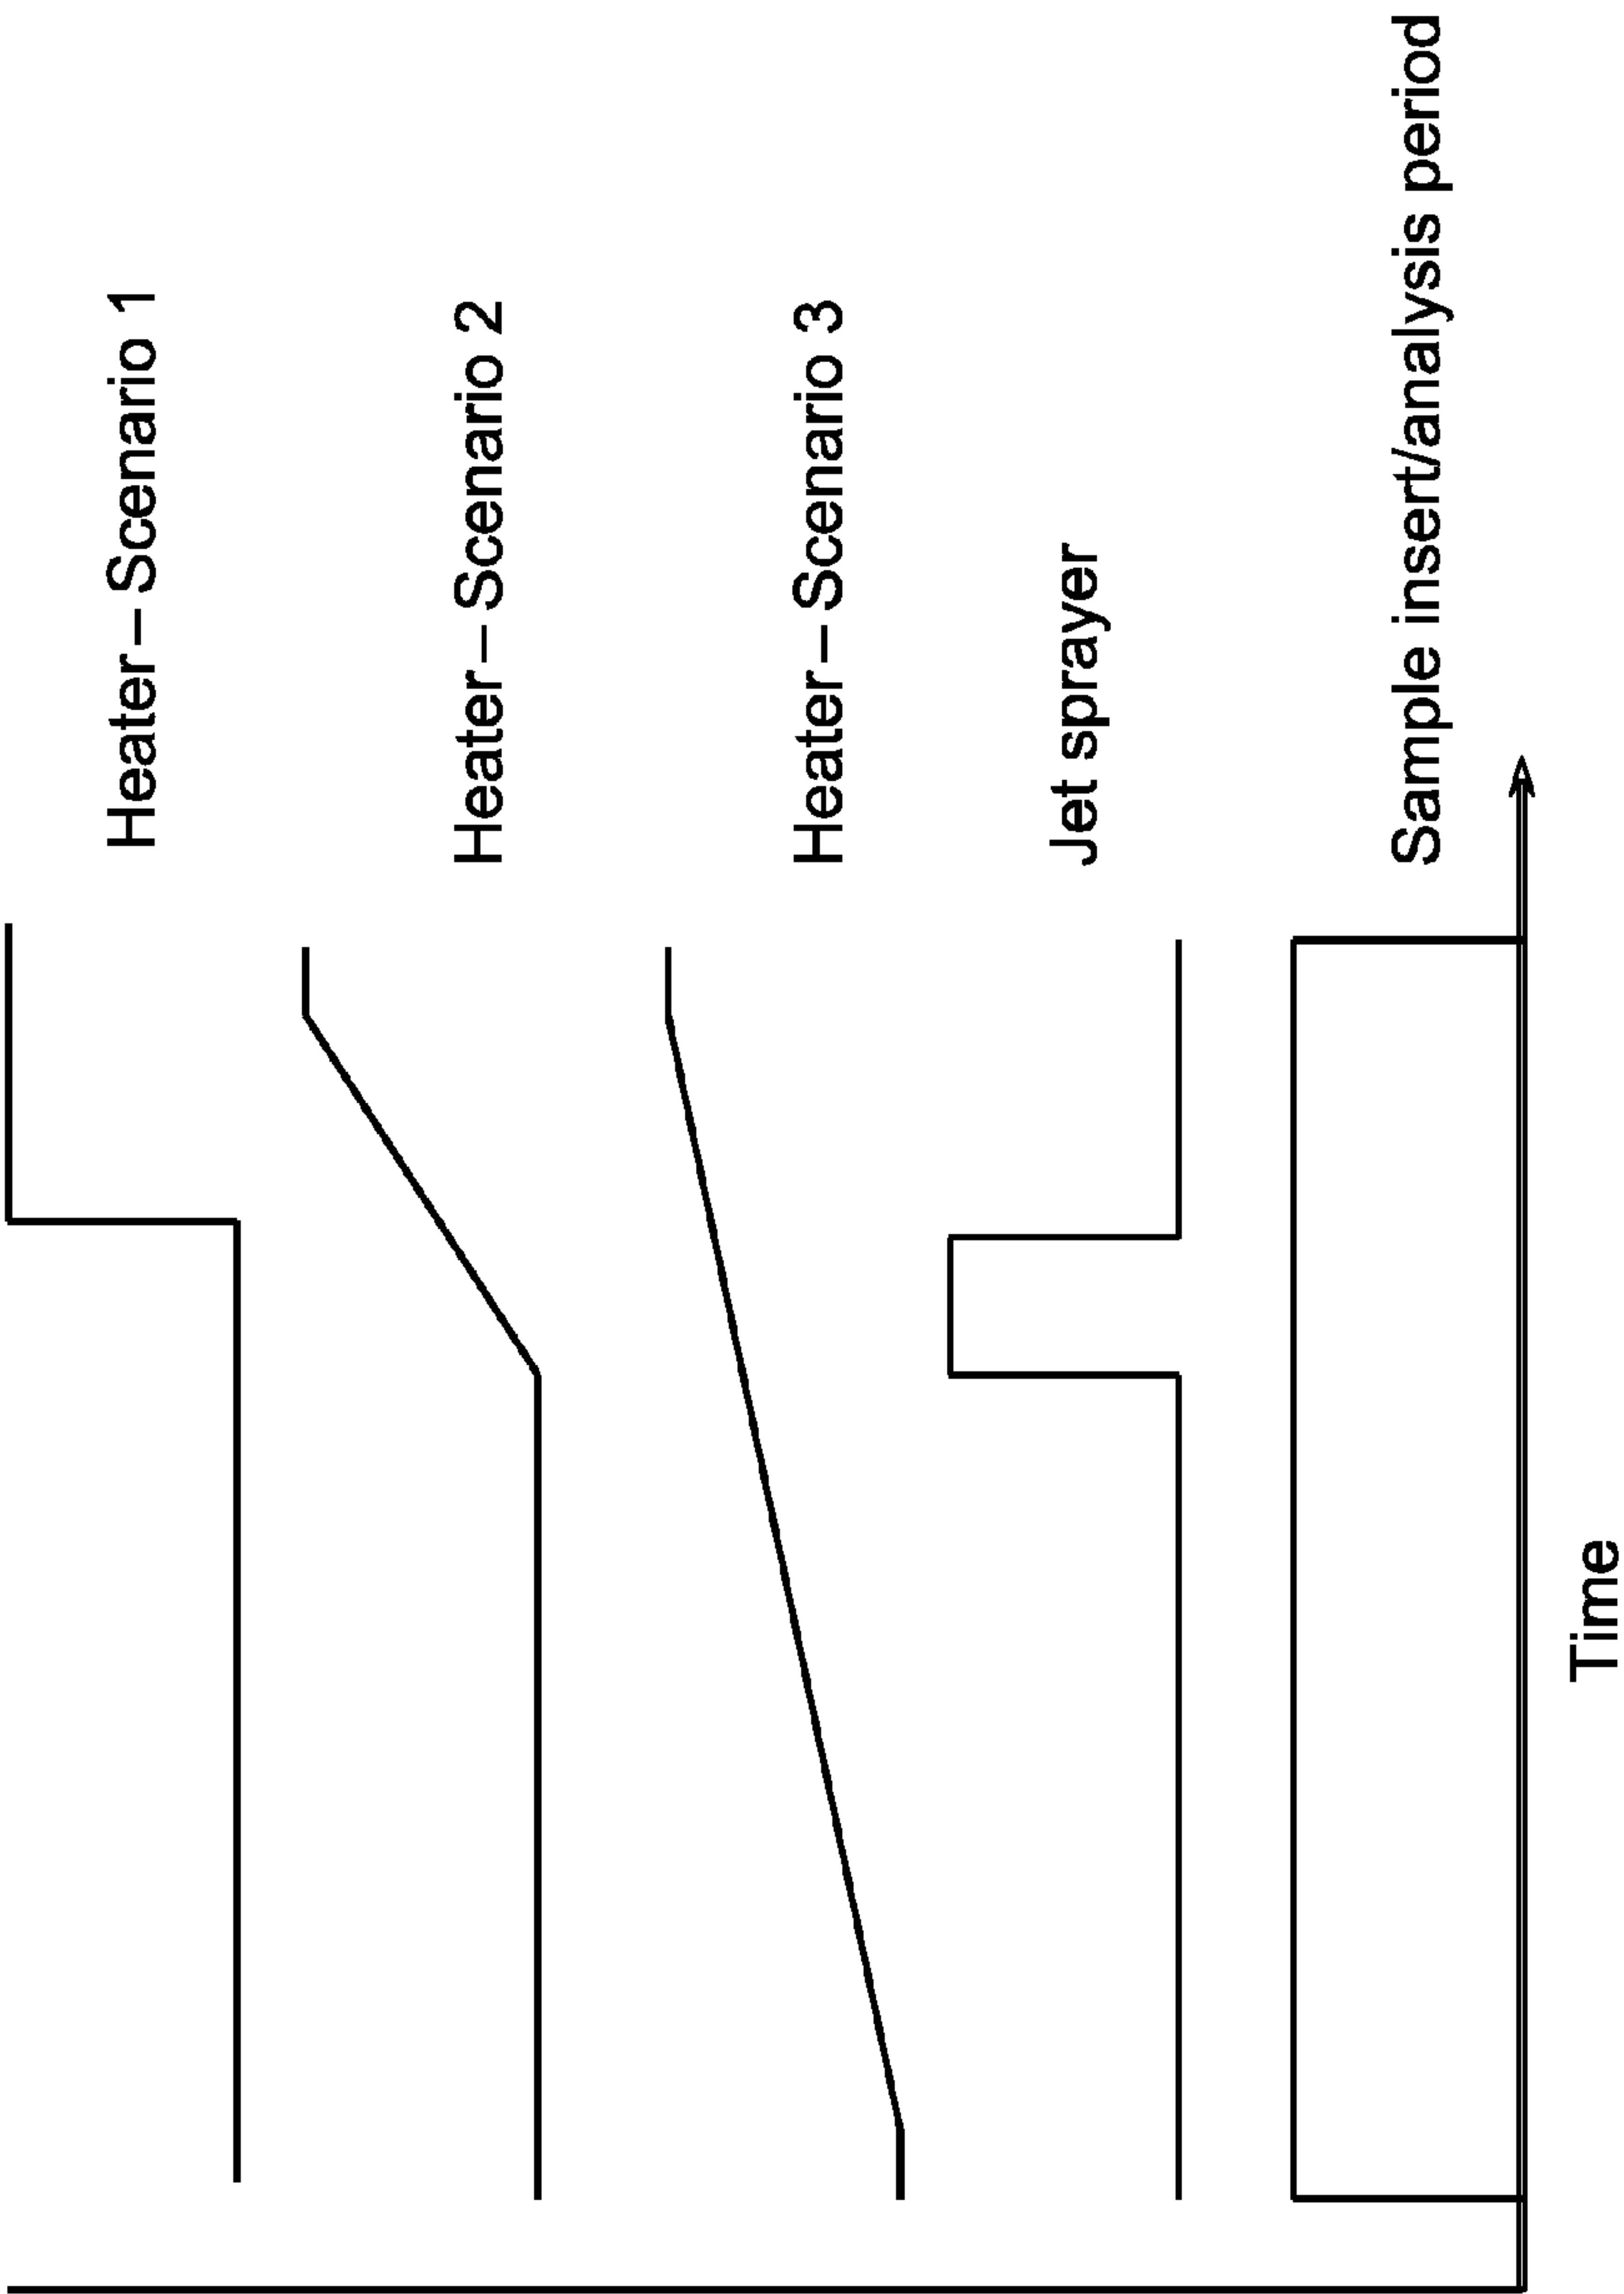 Heater–Scenario 1
Heater–Scenario 2
Heater–Scenario 3
Jet sprayer
Sample insert/analysis period
Time